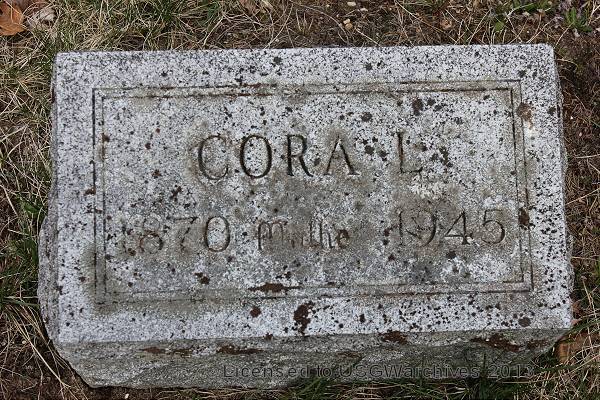 CORA L.
1870 Mother 1945
Licensed to USGWarchives 2013